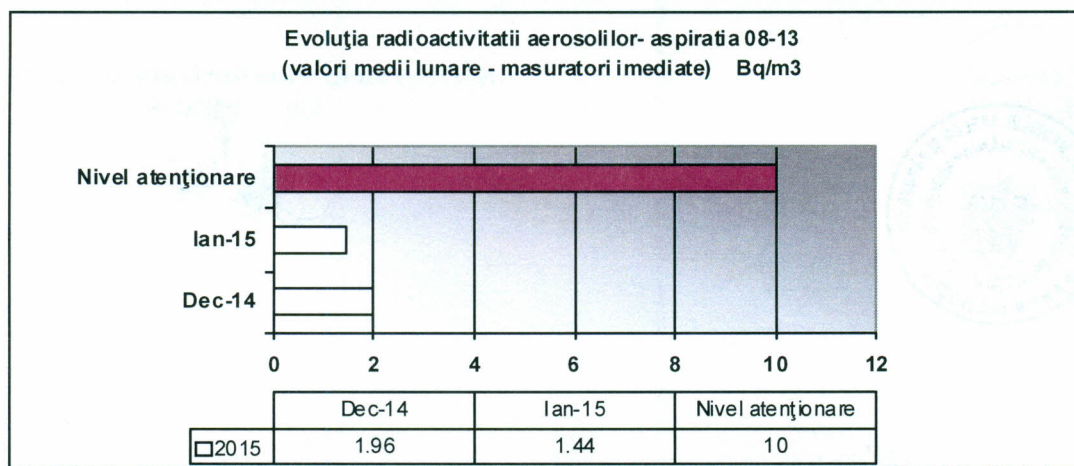 Evoluţia radioactivitatii aerosolilor- aspiratia 08-13
(valori medii lunare - masuratori imediate) Bq/m3
Nivel atenţionare
Ian-15
Dec-14
0 2 4 6 8 10 12
Dec-14 Ian-15 Nivel atenţionare
2015 1.96 1.44 10